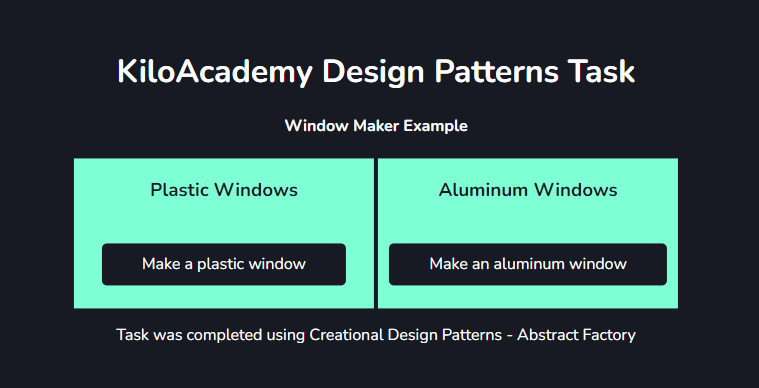 KiloAcademy Design Patterns Task
Window Maker Example
Plastic Windows
Make a plastic window
Aluminum Windows
Make an aluminum window
Task was completed using Creational Design Patterns - Abstract Factory